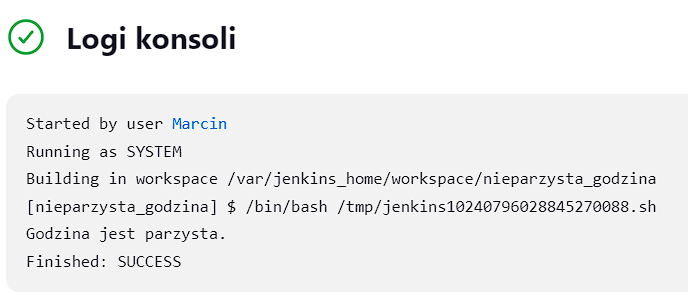 Logi konsoli
Started by user Marcin
Running as SYSTEM
Building in workspace /var/jenkins_home/workspace/nieparzysta_godzina
[nieparzysta_godzina] $ /bin/bash /tmp/jenkins10240796028845270088.sh
Godzina jest parzysta.
Finished: SUCCESS